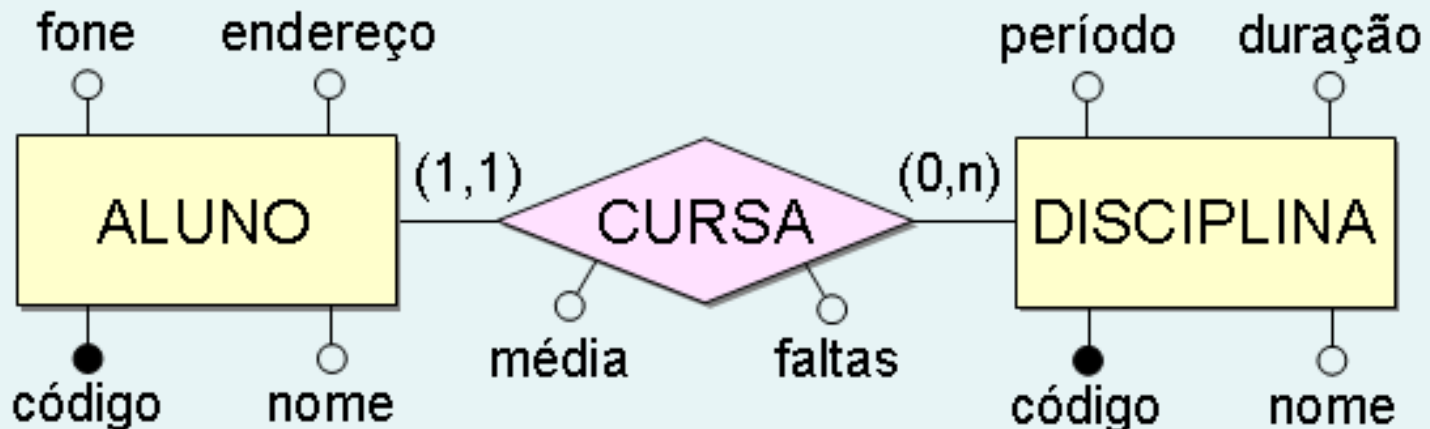 fone endereço período duração
(1,1) (0,n)
ALUNO CURSA DISCIPLINA
média faltas
código nome código nome